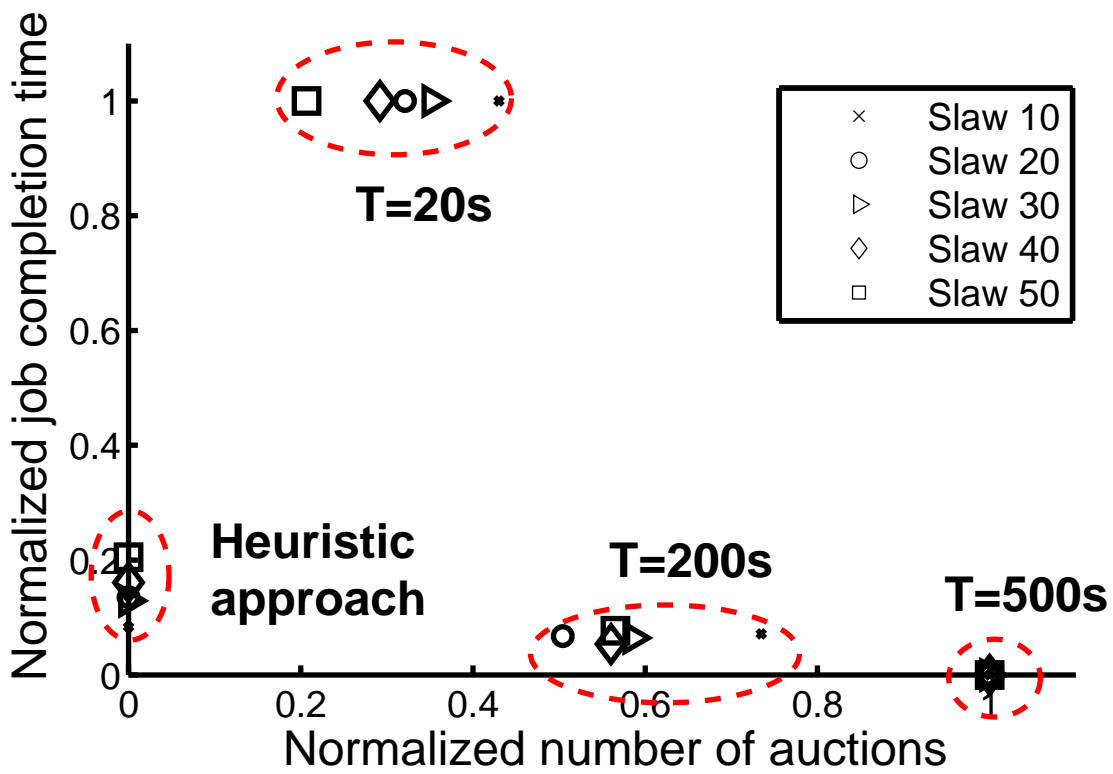 Normalized job completion time
1
0.8
0.6
0.4
0.2
0
T=20s
Slaw 10
Slaw 20
Slaw 30
Slaw 40
Slaw 50
Heuristic
approach
T=200s
T=500s
0
0.2
0.4
0.6
0.8
1
Normalized number of auctions